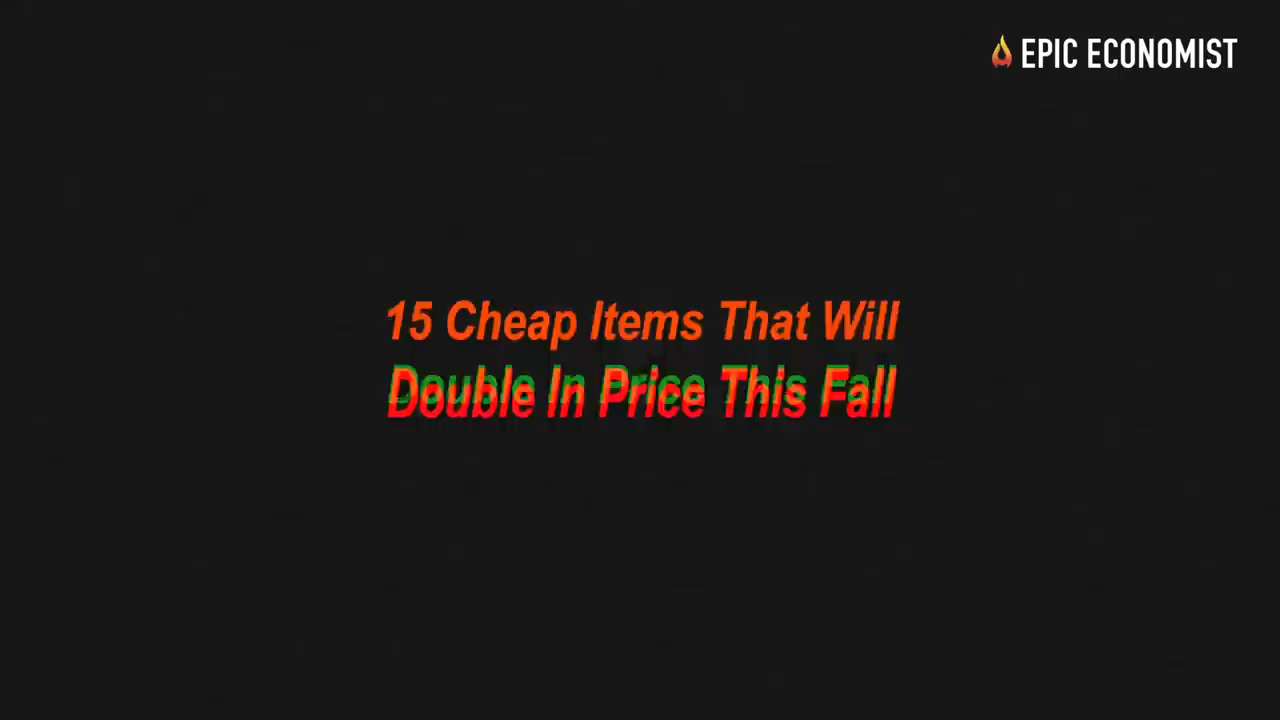 EPIC ECONOMIST
15 Cheap Items That Will
Double In Price This Fall